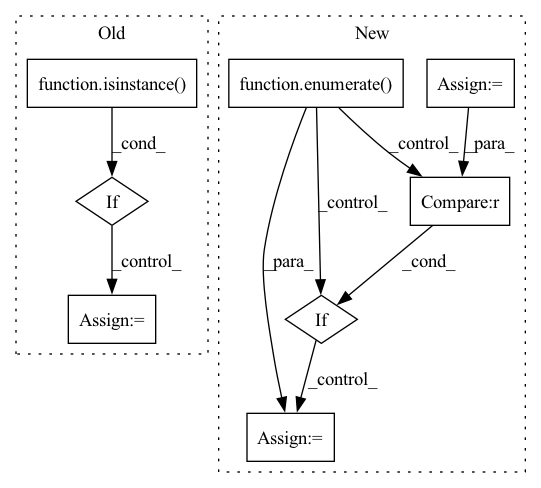 Old
New
function.isinstance()
function.enumerate()
Assign:=
_cond_
_control_
_para_
If
Compare:r
_control_
_control_
_para_
_cond_
Assign:=
If
_control_
Assign:=